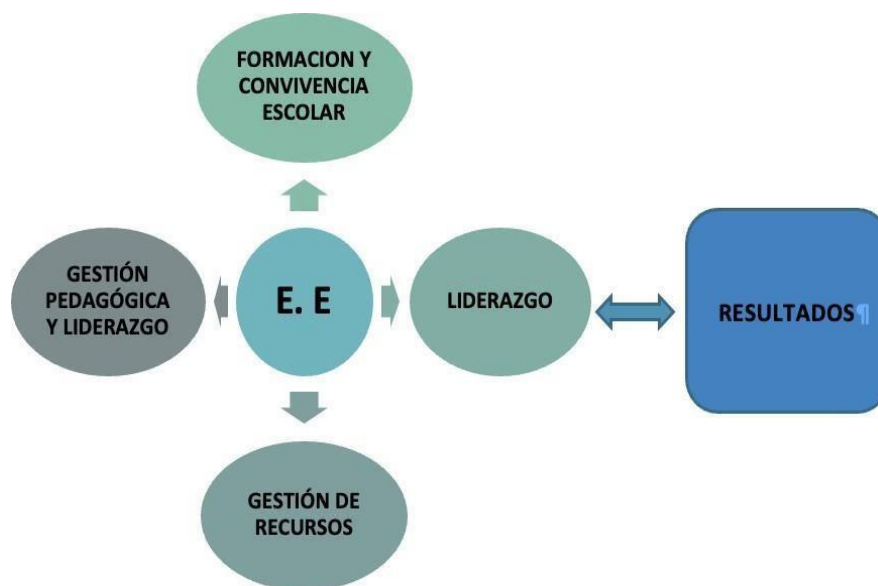 FORMACION Y
CONVIVENCIA
ESCOLAR
GESTIÓN
PEDAGÓGICA
Y LIDERAZGO
E. E
LIDERAZGO
RESULTADOS¶
GESTIÓN DE
RECURSOS